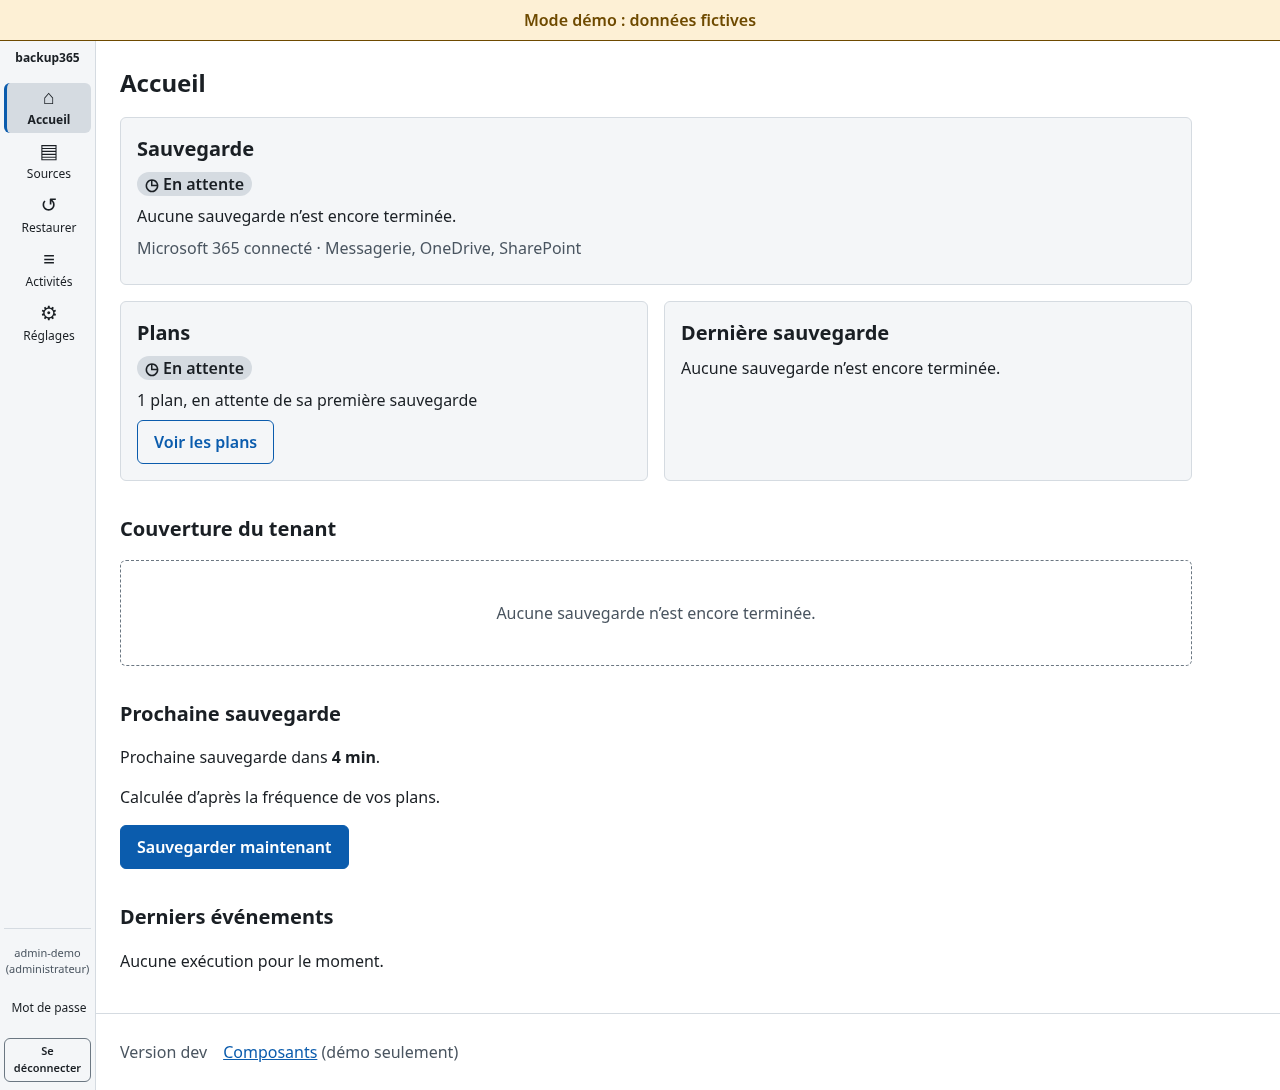 Mode démo : données fictives
backup365
Accueil
Sources
Restaurer
Activités
Réglages
admin-demo
(administrateur)
Mot de passe
Se
déconnecter
Accueil
Sauvegarde
En attente
Aucune sauvegarde n’est encore terminée.
Microsoft 365 connecté · Messagerie, OneDrive, SharePoint
Plans
En attente
1 plan, en attente de sa première sauvegarde
Voir les plans
Dernière sauvegarde
Aucune sauvegarde n’est encore terminée.
Couverture du tenant
Aucune sauvegarde n’est encore terminée.
Prochaine sauvegarde
Prochaine sauvegarde dans 4 min.
Calculée d’après la fréquence de vos plans.
Sauvegarder maintenant
Derniers événements
Aucune exécution pour le moment.
Version dev Composants (démo seulement)